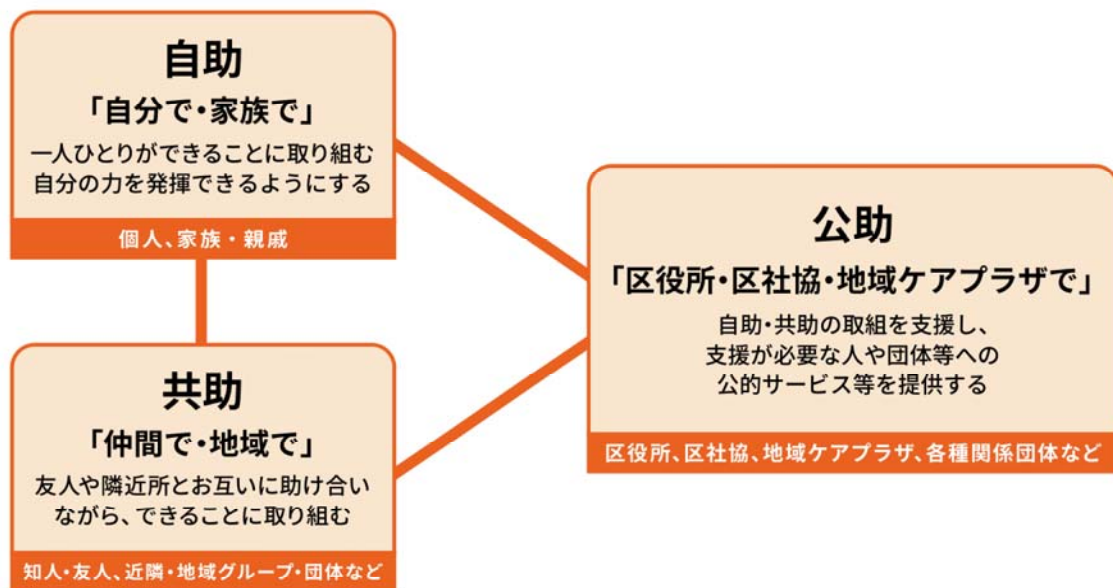 自助
「自分で・家族で」
一人ひとりができることに取り組む
自分の力を発揮できるようにする
個人、家族・親戚
共助
「仲間で・地域で」
友人や隣近所とお互いに助け合い
ながら、できることに取り組む
知人・友人、近隣・地域グループ・団体など
公助
「区役所・区社協・地域ケアプラザで」
自助・共助の取組を支援し、
支援が必要な人や団体等への
公的サービス等を提供する
区役所、区社協、地域ケアプラザ、各種関係団体など